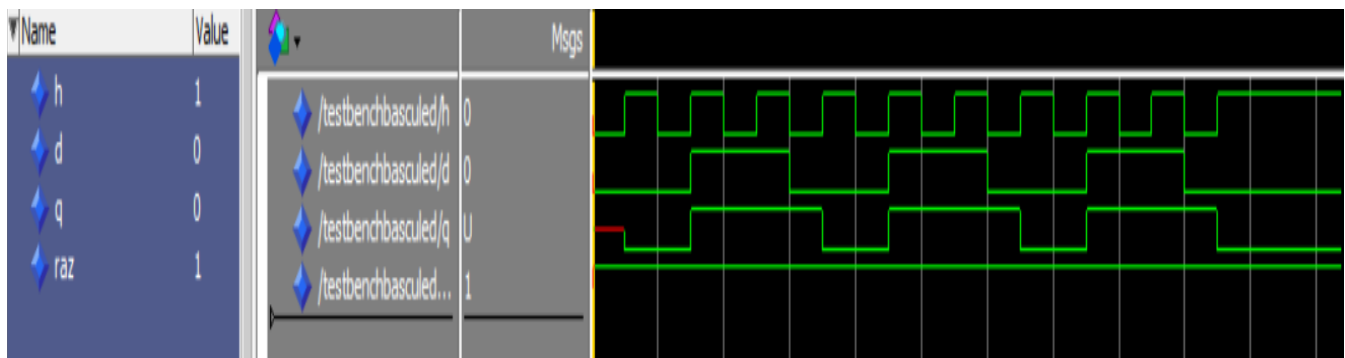 Name Value
h 1
d 0
q 0
raz 1
Msgs
/testbenchbasculed/h 0
/testbenchbasculed/d 0
/testbenchbasculed/q U
/testbenchbasculed... 1